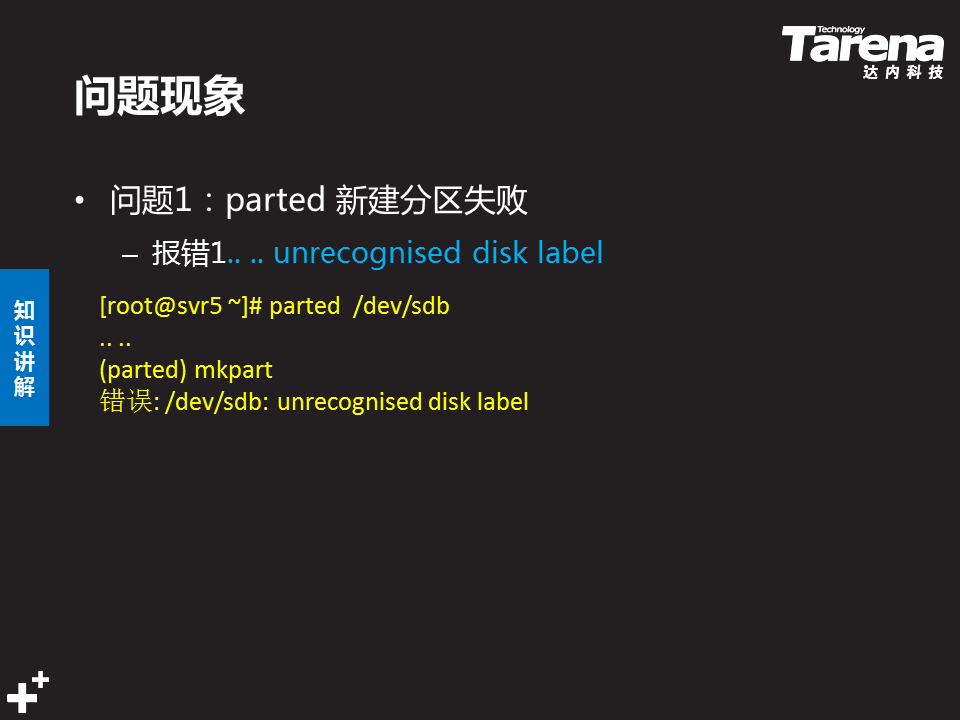 Technology
Tarena
达内科技
问题现象
• 问题1：parted 新建分区失败
– 报错1.. .. unrecognised disk label
知识讲解
[root@svr5 ~]# parted  /dev/sdb
.. ..
(parted) mkpart
错误: /dev/sdb:  unrecognised disk label